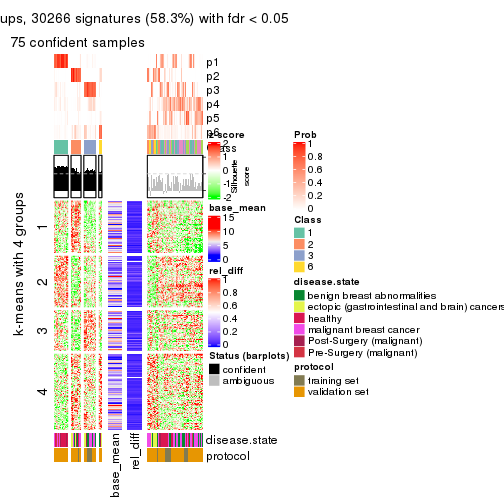 ups, 30266 signatures (58.3%) with fdr < 0.05
75 confident samples
p1
p2
p3
p4
p5
p6
z-score
Class
2
1
0
-1
-2
Silhouette
score
base_mean
15
10
5
0
rel_diff
1
0.8
0.6
0.4
0.2
0
Status (barplots)
confident
ambiguous
k-means with 4 groups
1
2
3
4
base_mean
rel_diff
disease.state
protocol
Prob
1
0.8
0.6
0.4
0.2
0
Class
1
2
3
6
disease.state
benign breast abnormalities
ectopic (gastrointestinal and brain) cancers
healthy
malignant breast cancer
Post-Surgery (malignant)
Pre-Surgery (malignant)
protocol
training set
validation set